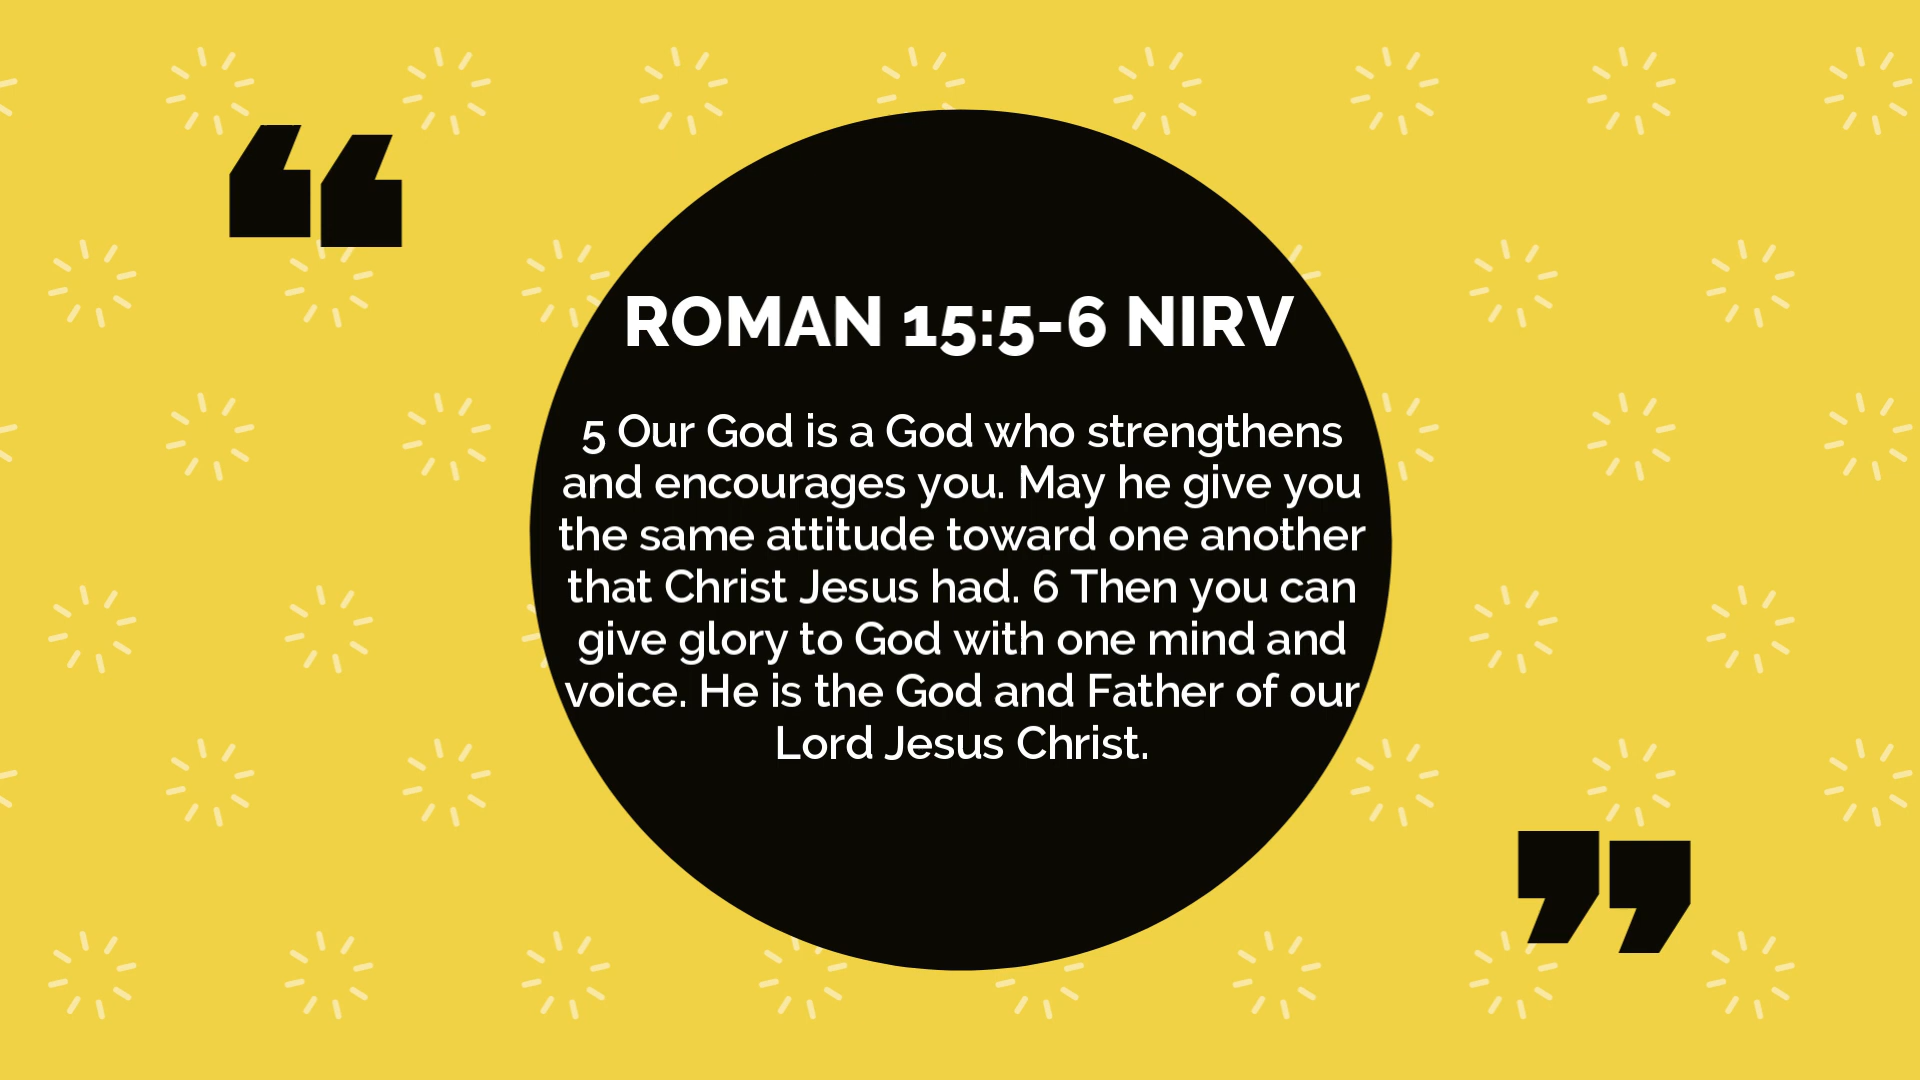 ROMAN 15:5-6 NIRV
5 Our God is a God who strengthens
and encourages you. May he give you
the same attitude toward one another
that Christ Jesus had. 6 Then you can
give glory to God with one mind and
voice. He is the God and Father of our
Lord Jesus Christ.